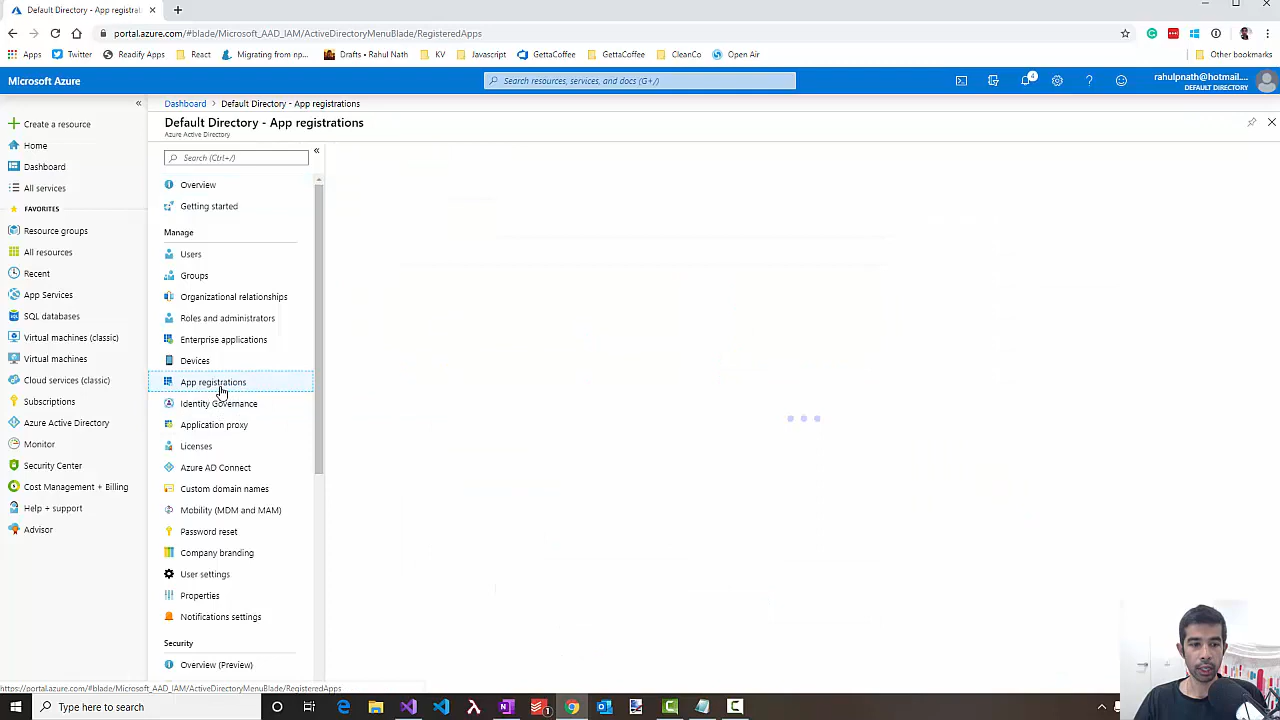 Default Directory - App registrat
portal.azure.com/#blade/Microsoft_AAD_IAM/ActiveDirectoryMenuBlade/RegisteredApps
Apps
Twitter
Readify Apps
React
Migrating from np...
Drafts • Rahul Nath
KV
Javascript
GettaCoffee
GettaCoffee
CleanCo
Open Air
Other bookmarks
Microsoft Azure
Search resources, services, and docs (G+/)
4
rahulpnath@hotmail....
DEFAULT DIRECTORY
«
Create a resource
Home
Dashboard
All services
FAVORITES
Resource groups
All resources
Recent
App Services
SQL databases
Virtual machines (classic)
Virtual machines
Cloud services (classic)
Subscriptions
Azure Active Directory
Monitor
Security Center
Cost Management + Billing
Help + support
Advisor
Dashboard > Default Directory - App registrations
Default Directory - App registrations
Azure Active Directory
Search (Ctrl+/)
«
Overview
Getting started
Manage
Users
Groups
Organizational relationships
Roles and administrators
Enterprise applications
Devices
App registrations
Identity Governance
Application proxy
Licenses
Azure AD Connect
Custom domain names
Mobility (MDM and MAM)
Password reset
Company branding
User settings
Properties
Notifications settings
Security
Overview (Preview)
https://portal.azure.com/#blade/Microsoft_AAD_IAM/ActiveDirectoryMenuBlade/RegisteredApps
Type here to search